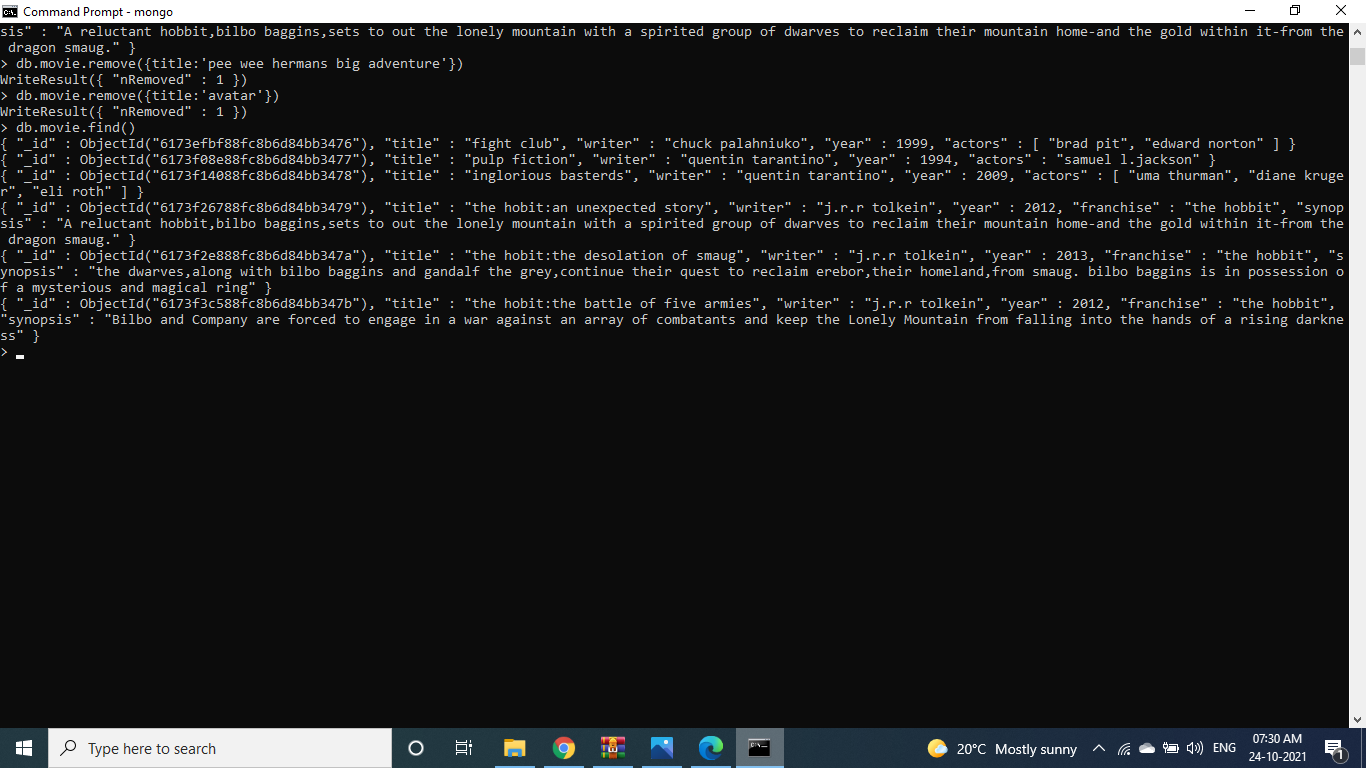 Command Prompt - mongo
sis" : "A reluctant hobbit,bilbo baggins,sets to out the lonely mountain with a spirited group of dwarves to reclaim their mountain home-and the gold within it-from the
 dragon smaug." }
> db.movie.remove({title:'pee wee hermans big adventure'})
WriteResult({ "nRemoved" : 1 })
> db.movie.remove({title:'avatar'})
WriteResult({ "nRemoved" : 1 })
> db.movie.find()
{ "_id" : ObjectId("6173efbf88fc8b6d84bb3476"), "title" : "fight club", "writer" : "chuck palahniuko", "year" : 1999, "actors" : [ "brad pit", "edward norton" ] }
{ "_id" : ObjectId("6173f08e88fc8b6d84bb3477"), "title" : "pulp fiction", "writer" : "quentin tarantino", "year" : 1994, "actors" : "samuel l.jackson" }
{ "_id" : ObjectId("6173f14088fc8b6d84bb3478"), "title" : "inglorious basterds", "writer" : "quentin tarantino", "year" : 2009, "actors" : [ "uma thurman", "diane kruge
r", "eli roth" ] }
{ "_id" : ObjectId("6173f26788fc8b6d84bb3479"), "title" : "the hobit:an unexpected story", "writer" : "j.r.r tolkein", "year" : 2012, "franchise" : "the hobbit", "synop
sis" : "A reluctant hobbit,bilbo baggins,sets to out the lonely mountain with a spirited group of dwarves to reclaim their mountain home-and the gold within it-from the
 dragon smaug." }
{ "_id" : ObjectId("6173f2e888fc8b6d84bb347a"), "title" : "the hobit:the desolation of smaug", "writer" : "j.r.r tolkein", "year" : 2013, "franchise" : "the hobbit", "s
ynopsis" : "the dwarves,along with bilbo baggins and gandalf the grey,continue their quest to reclaim erebor,their homeland,from smaug. bilbo baggins is in possession o
f a mysterious and magical ring" }
{ "_id" : ObjectId("6173f3c588fc8b6d84bb347b"), "title" : "the hobit:the battle of five armies", "writer" : "j.r.r tolkein", "year" : 2012, "franchise" : "the hobbit",
"synopsis" : "Bilbo and Company are forced to engage in a war against an array of combatants and keep the Lonely Mountain from falling into the hands of a rising darkne
ss" }
>
Type here to search
20°C Mostly sunny
ENG
07:30 AM
24-10-2021
1